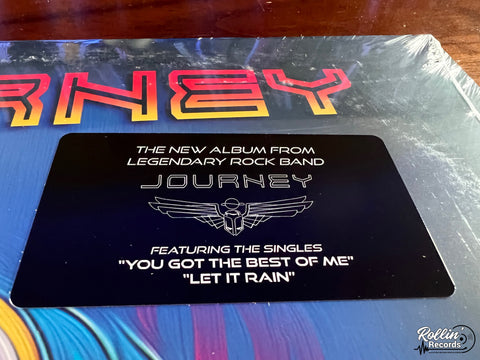 RNEY
THE NEW ALBUM FROM
LEGENDARY ROCK BAND
JOURNEY
FEATURING THE SINGLES
"YOU GOT THE BEST OF ME"
"LET IT RAIN"
Rollin
Records